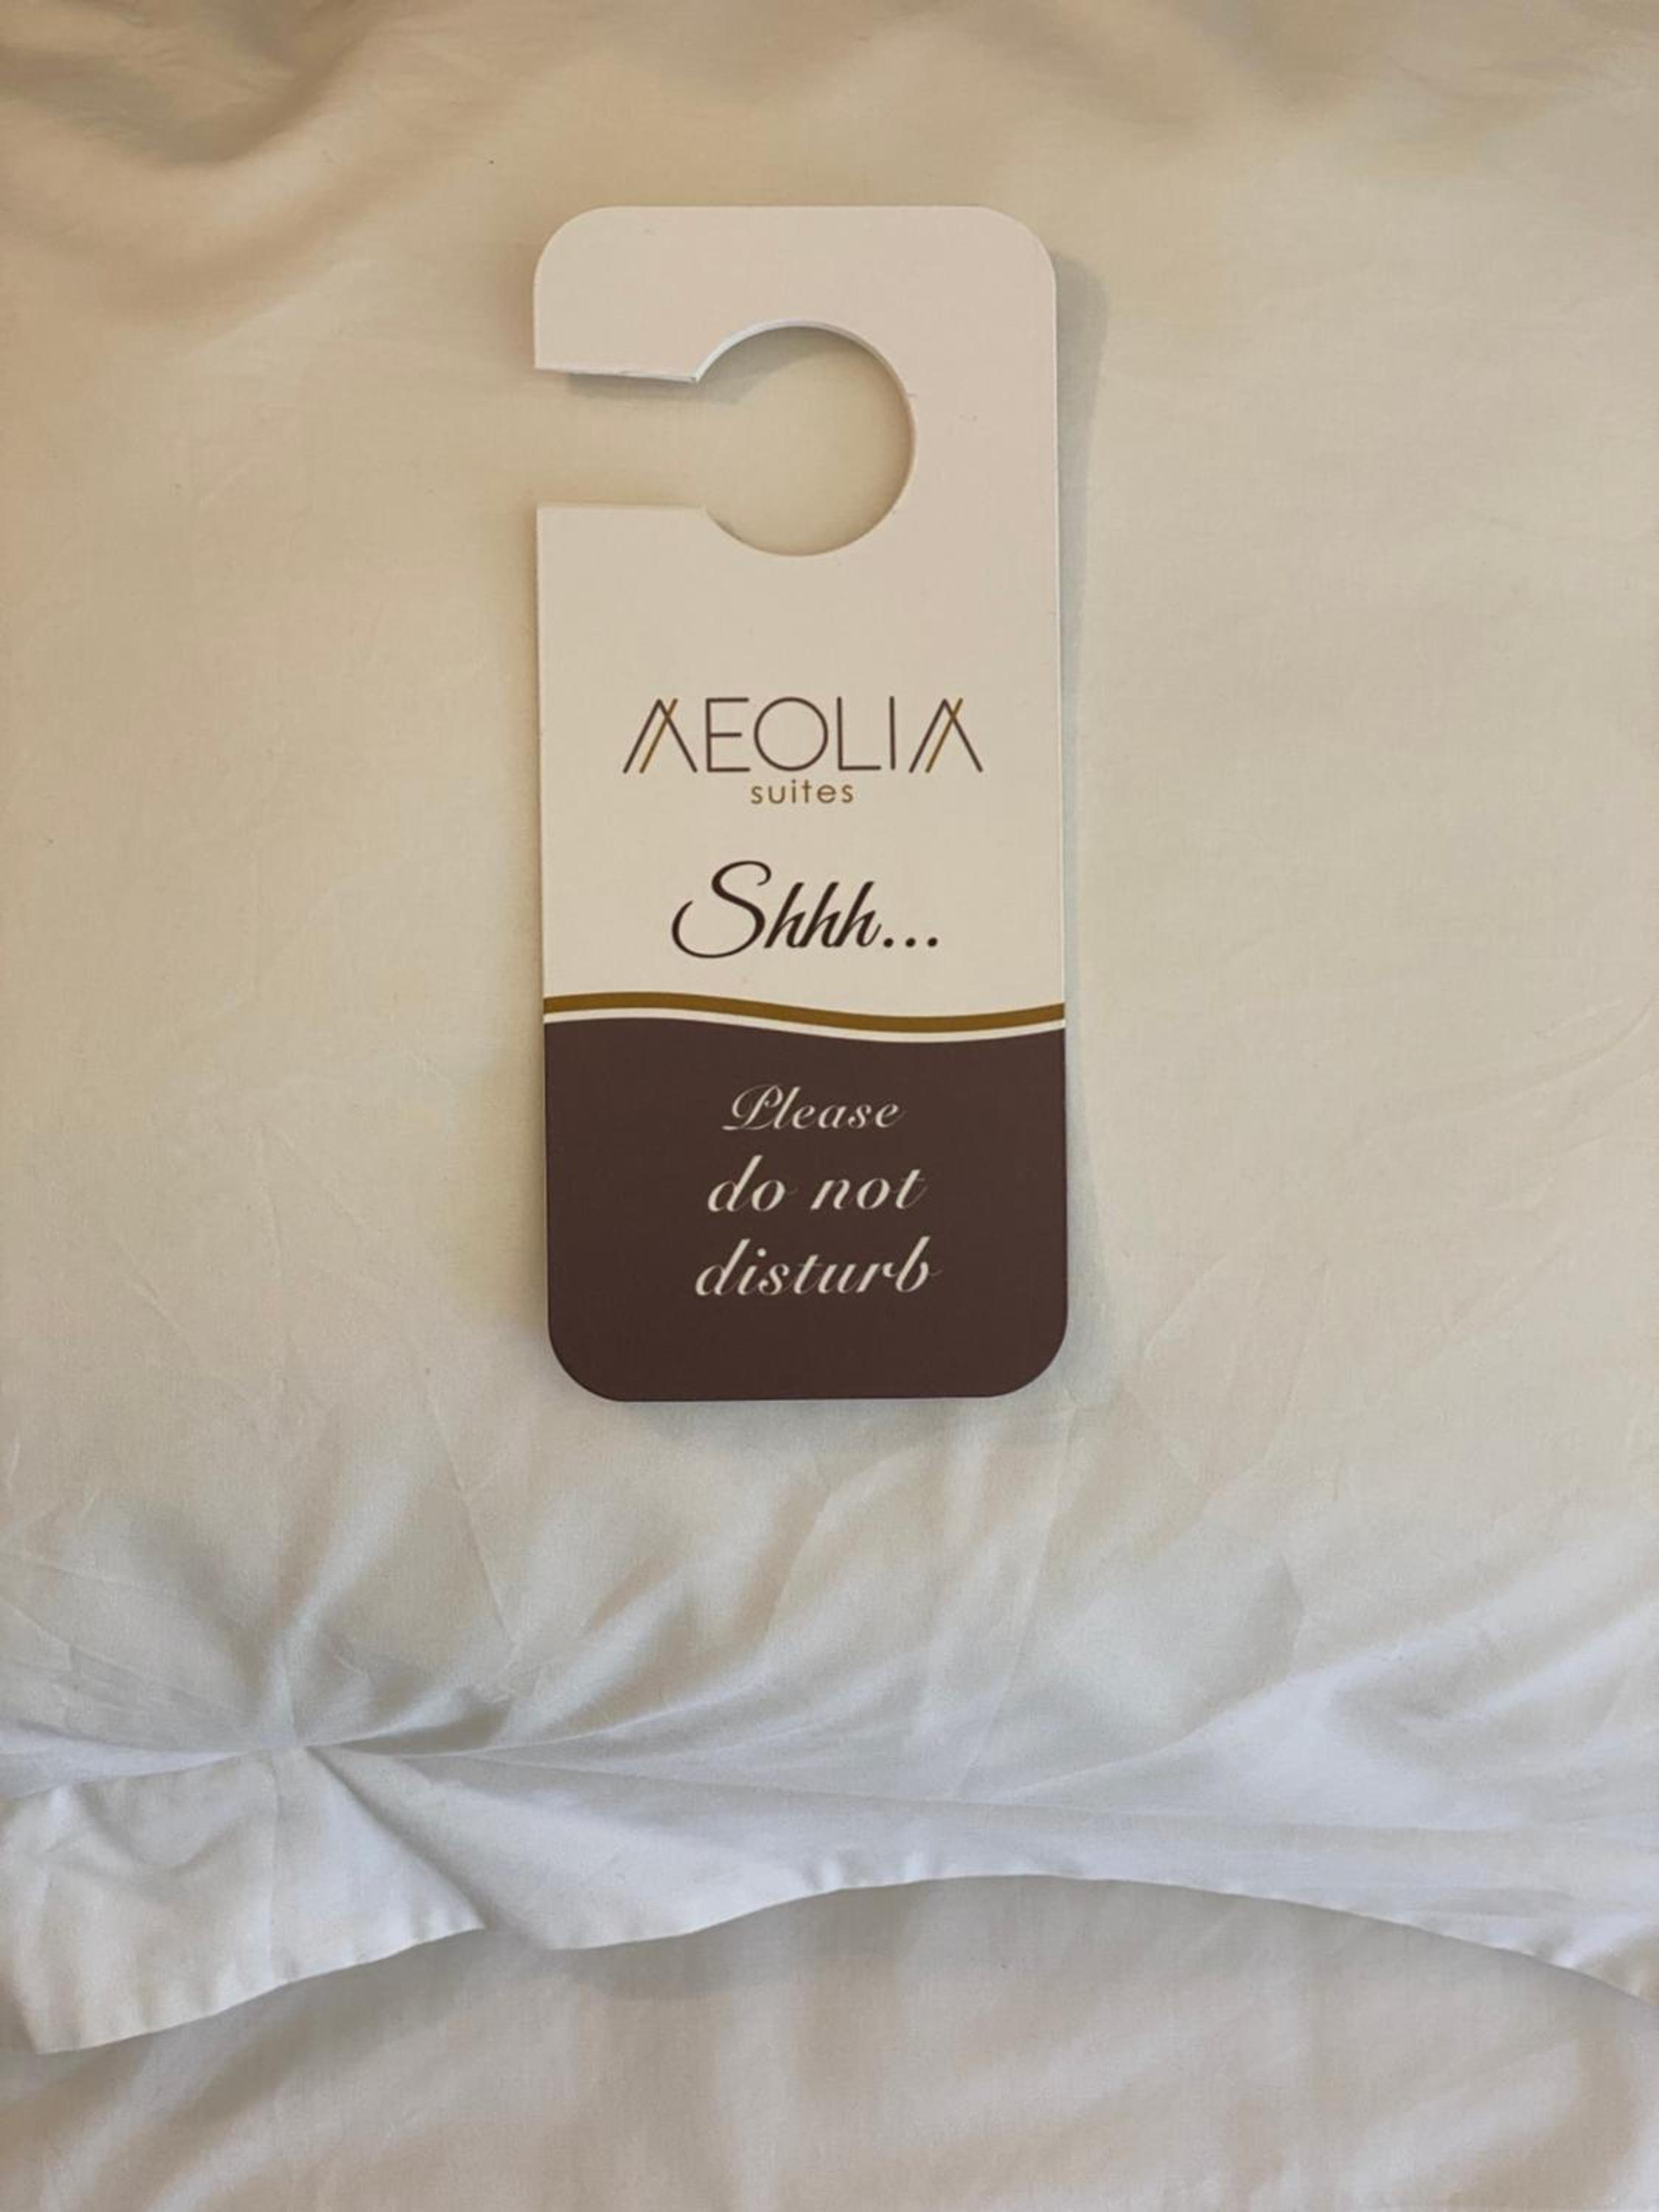 AEOLIA
suites
Shhh...
Please
do not
disturb